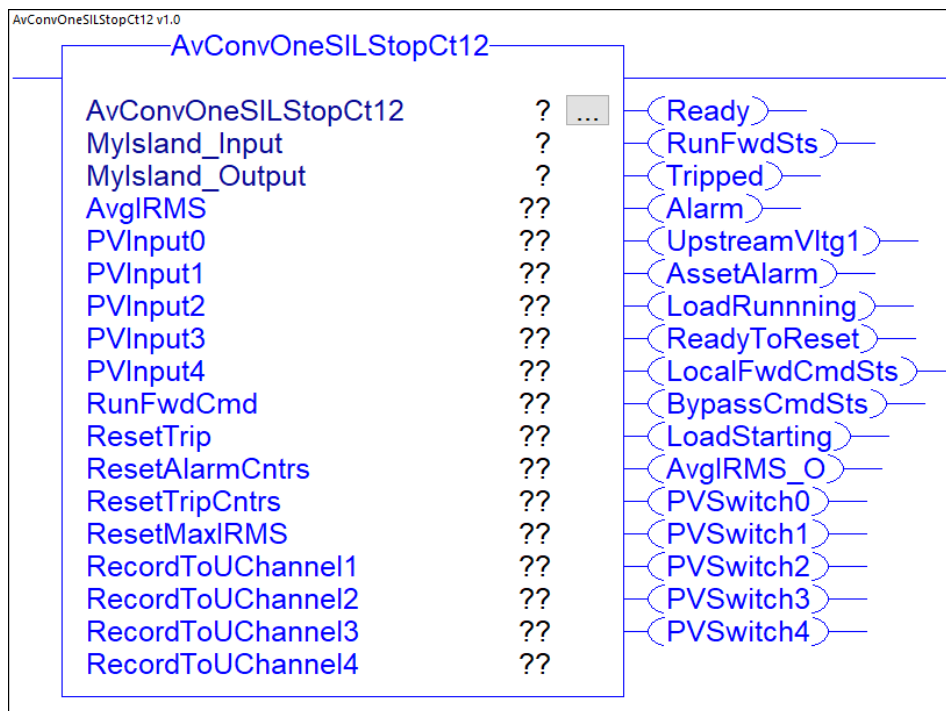 AvConvOneSILStopCt12 v1.0
AvConvOneSILStopCt12
AvConvOneSILStopCt12 ? ... Ready
MyIsland_Input ? RunFwdSts
MyIsland_Output ? Tripped
AvgIRMS ?? Alarm
PVInput0 ?? UpstreamVltg1
PVInput1 ?? AssetAlarm
PVInput2 ?? LoadRunnning
PVInput3 ?? ReadyToReset
PVInput4 ?? LocalFwdCmdSts
RunFwdCmd ?? BypassCmdSts
ResetTrip ?? LoadStarting
ResetAlarmCntrs ?? AvgIRMS_O
ResetTripCntrs ?? PVSwitch0
ResetMaxIRMS ?? PVSwitch1
RecordToUChannel1 ?? PVSwitch2
RecordToUChannel2 ?? PVSwitch3
RecordToUChannel3 ?? PVSwitch4
RecordToUChannel4 ??